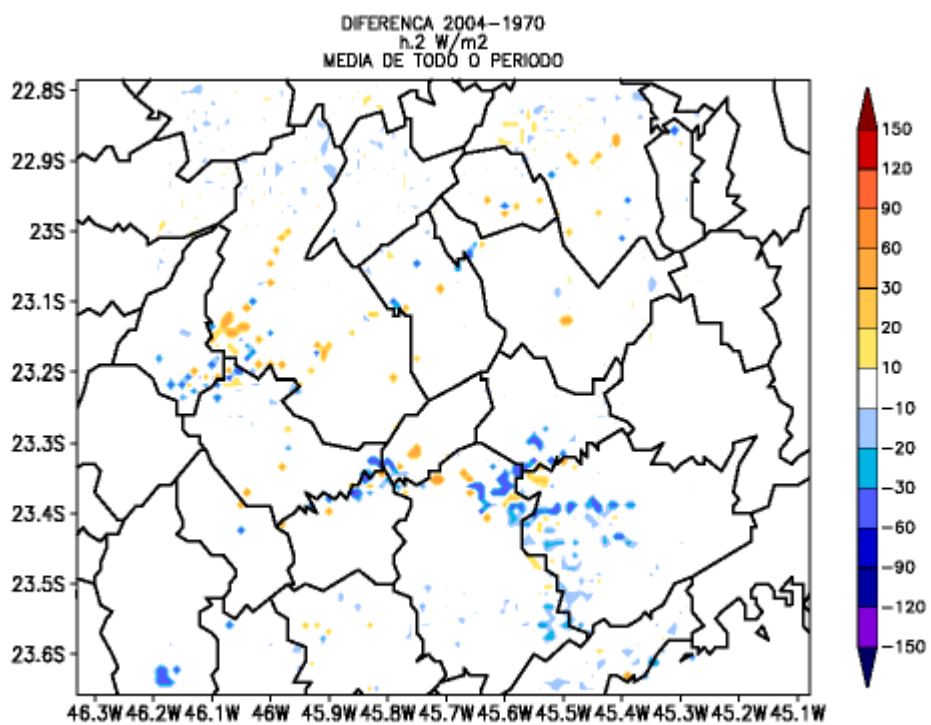 DIFERENCA 2004-1970
h.2 W/m2
MEDIA DE TODO O PERIODO
22.8S
22.9S
23S
23.1S
23.2S
23.3S
23.4S
23.5S
23.6S
46.3W 46.2W 46.1W 46W 45.9W 45.8W 45.7W 45.6W 45.5W 45.4W 45.3W 45.2W 45.1W
150
120
90
60
30
20
10
-10
-20
-30
-60
-90
-120
-150